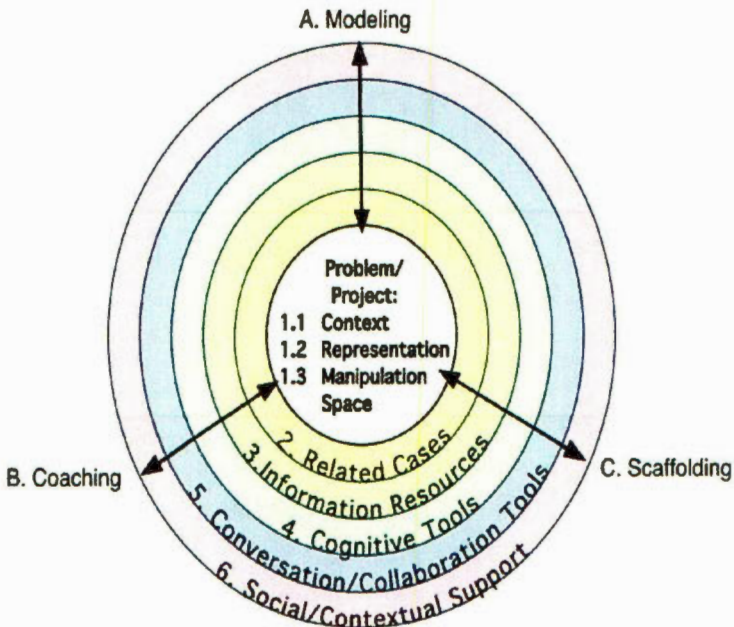 A. Modeling
Problem/
Project:
1.1 Context
1.2 Representation
1.3 Manipulation
Space
2. Related Cases
3. Information Resources
4. Cognitive Tools
5. Conversation/Collaboration Tools
6. Social/Contextual Support
B. Coaching
C. Scaffolding